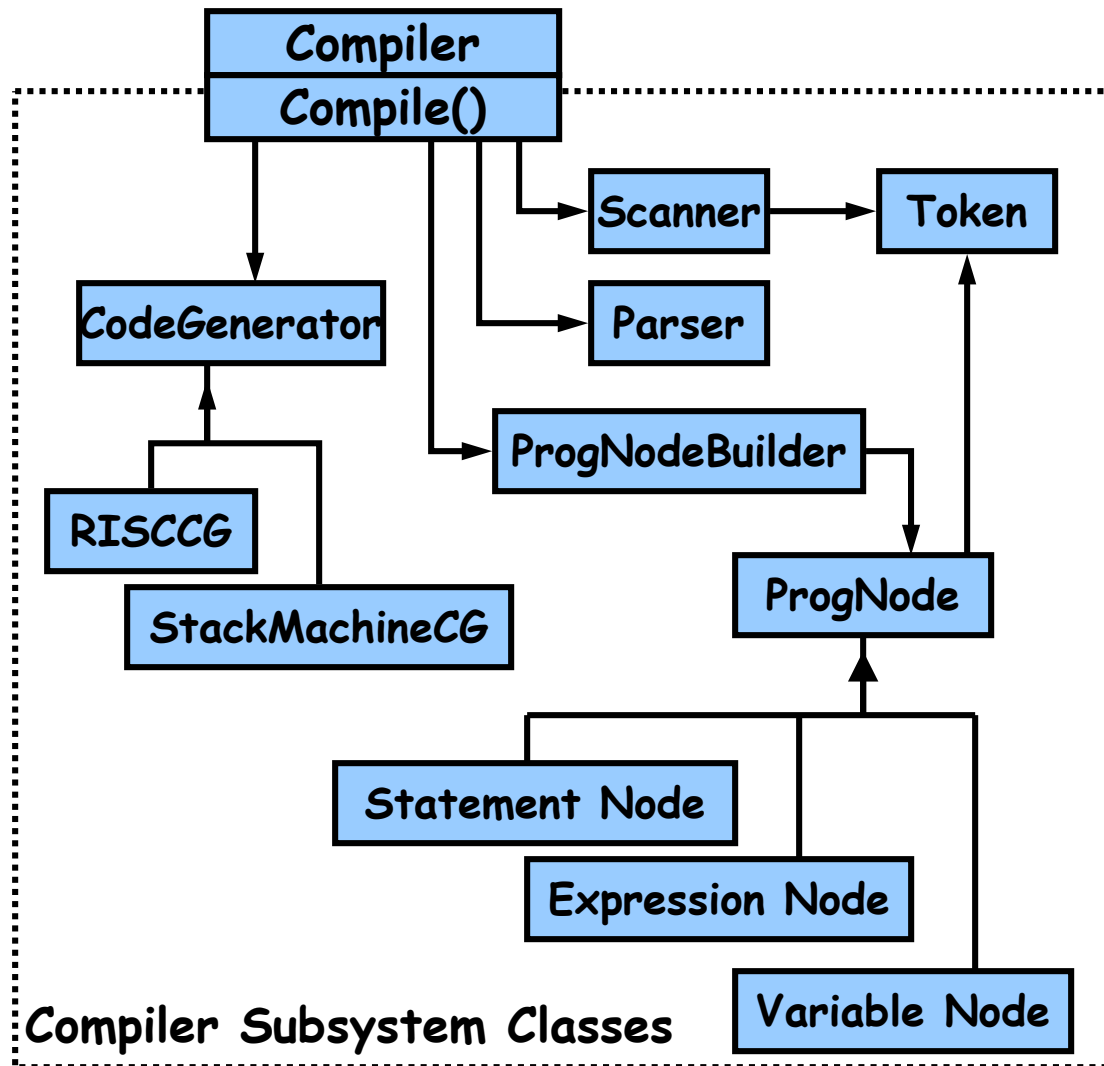 Compiler
Compile()
Scanner
Token
CodeGenerator
Parser
ProgNodeBuilder
RISCCG
ProgNode
StackMachineCG
Statement Node
Expression Node
Variable Node
Compiler Subsystem Classes